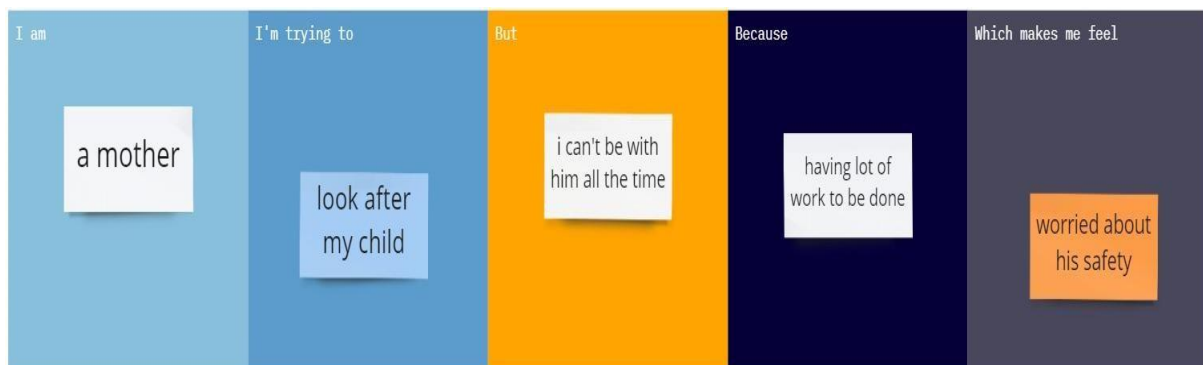 I am
a mother
I'm trying to
look after
my child
But
i can't be with
him all the time
Because
having lot of
work to be done
Which makes me feel
worried about
his safety